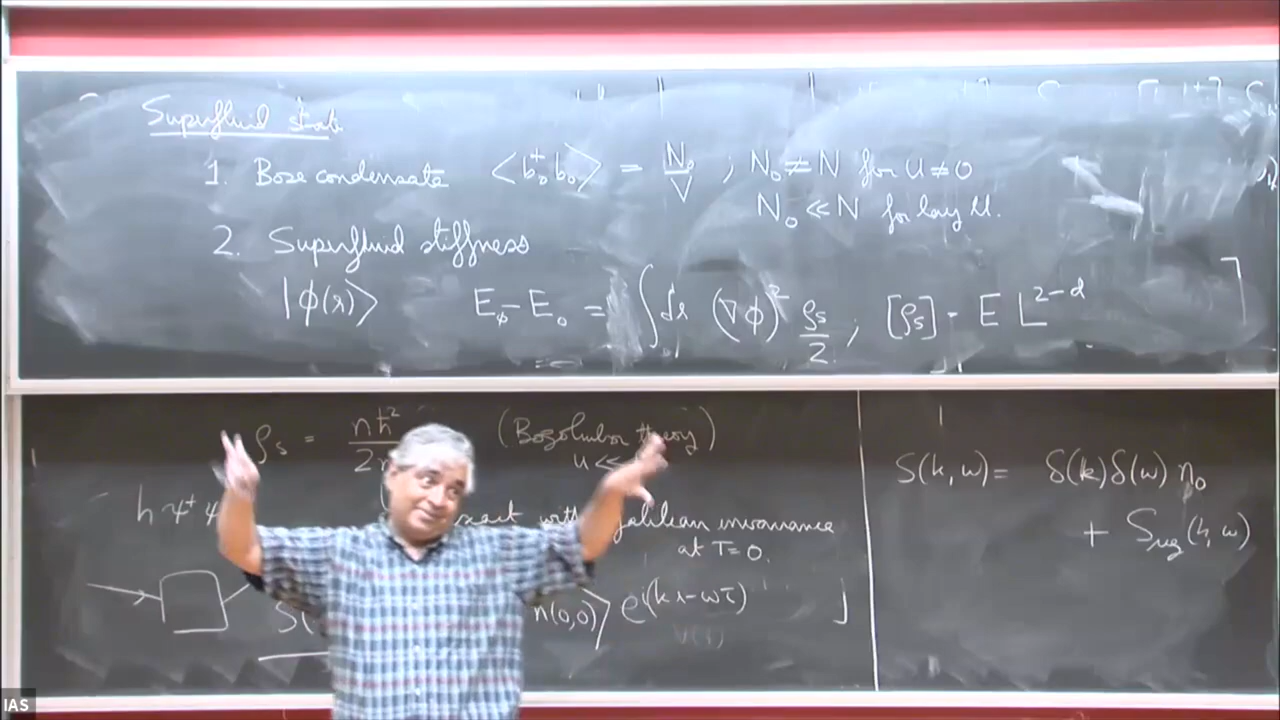 Superfluid state
1. Bose condensate ⟨b₀⁺ b₀⟩ = N₀/V ; N₀ ≠ N for U ≠ 0
N₀ ≪ N for large U.
2. Superfluid stiffness
|ϕ(r)⟩ E_ϕ − E₀ = ∫ dr (∇ϕ)² ρₛ/2 ; [ρₛ] = E L^{2−d}
ρₛ = nħ²/2 (Bogoliubov theory)
u ≪
h ψ⁺ ψ exact with Galilean invariance
at T=0.
S( n(0,0)⟩ e^{i(kx−ωτ)}
S(k,ω) = δ(k)δ(ω) n₀
+ S_reg(k,ω)
IAS